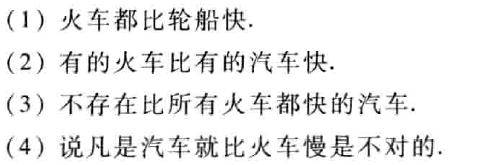 (1) 火车都比轮船快.
(2) 有的火车比有的汽车快.
(3) 不存在比所有火车都快的汽车.
(4) 说凡是汽车就比火车慢是不对的.